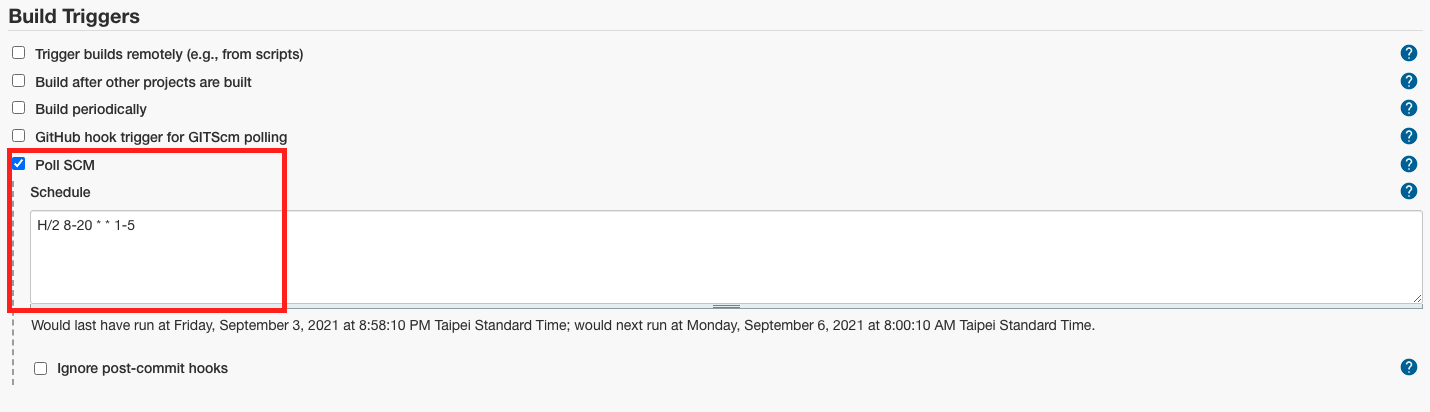 Build Triggers
Trigger builds remotely (e.g., from scripts)
?
Build after other projects are built
?
Build periodically
?
GitHub hook trigger for GITScm polling
?
Poll SCM
?
Schedule
?
H/2 8-20 * * 1-5
Would last have run at Friday, September 3, 2021 at 8:58:10 PM Taipei Standard Time; would next run at Monday, September 6, 2021 at 8:00:10 AM Taipei Standard Time.
Ignore post-commit hooks
?